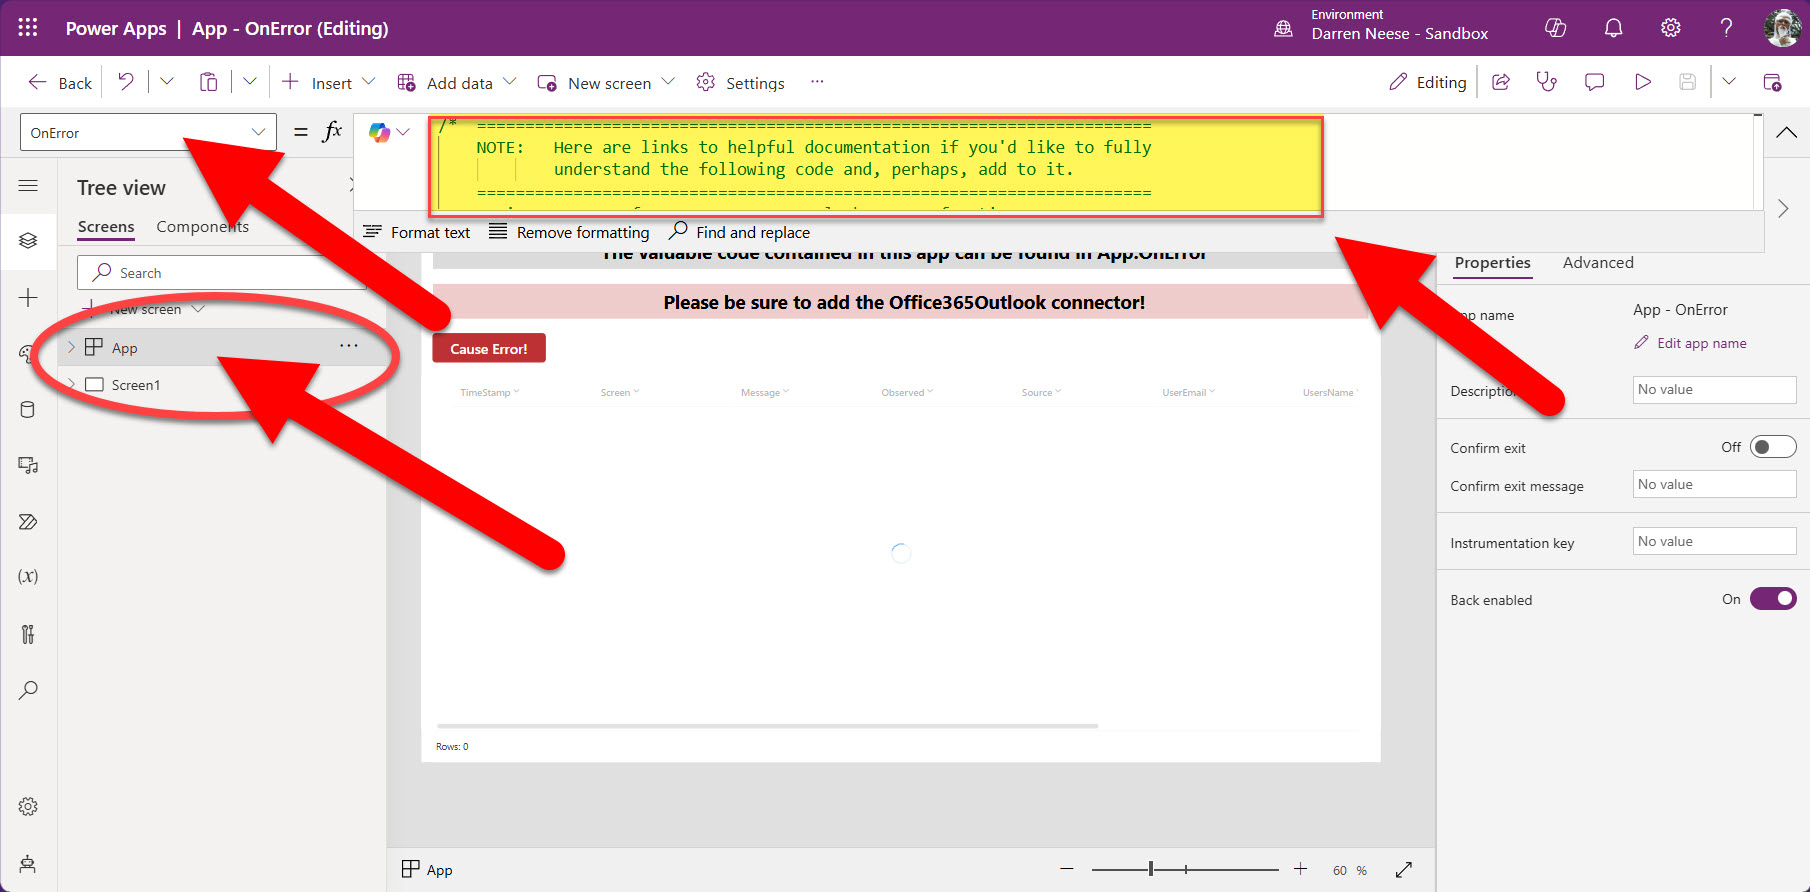 Power Apps | App - OnError (Editing)
Environment
Darren Neese - Sandbox
Back
Insert
Add data
New screen
Settings
Editing
OnError
= fx
/* ======================================================================
NOTE: Here are links to helpful documentation if you'd like to fully
understand the following code and, perhaps, add to it.
======================================================================
Format text
Remove formatting
Find and replace
Tree view
Screens
Components
Search
New screen
App
Screen1
The valuable code contained in this app can be found in App.OnError
Please be sure to add the Office365Outlook connector!
Cause Error!
TimeStamp
Screen
Message
Observed
Source
UserEmail
UsersName
Rows: 0
App
60 %
Properties
Advanced
App name
App - OnError
Edit app name
Description
No value
Confirm exit
Off
Confirm exit message
No value
Instrumentation key
No value
Back enabled
On
(x)